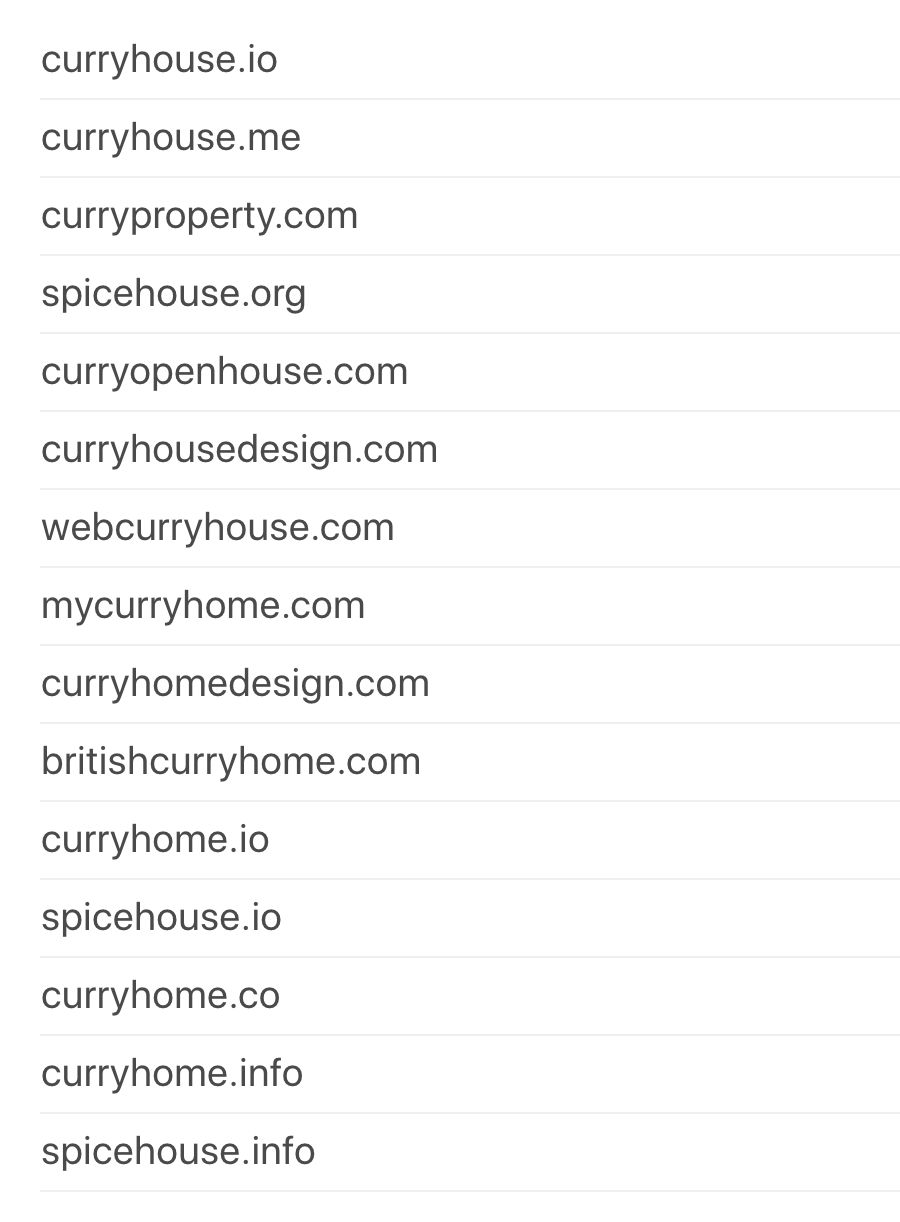 curryhouse.io
curryhouse.me
curryproperty.com
spicehouse.org
curryopenhouse.com
curryhousedesign.com
webcurryhouse.com
mycurryhome.com
curryhomedesign.com
britishcurryhome.com
curryhome.io
spicehouse.io
curryhome.co
curryhome.info
spicehouse.info